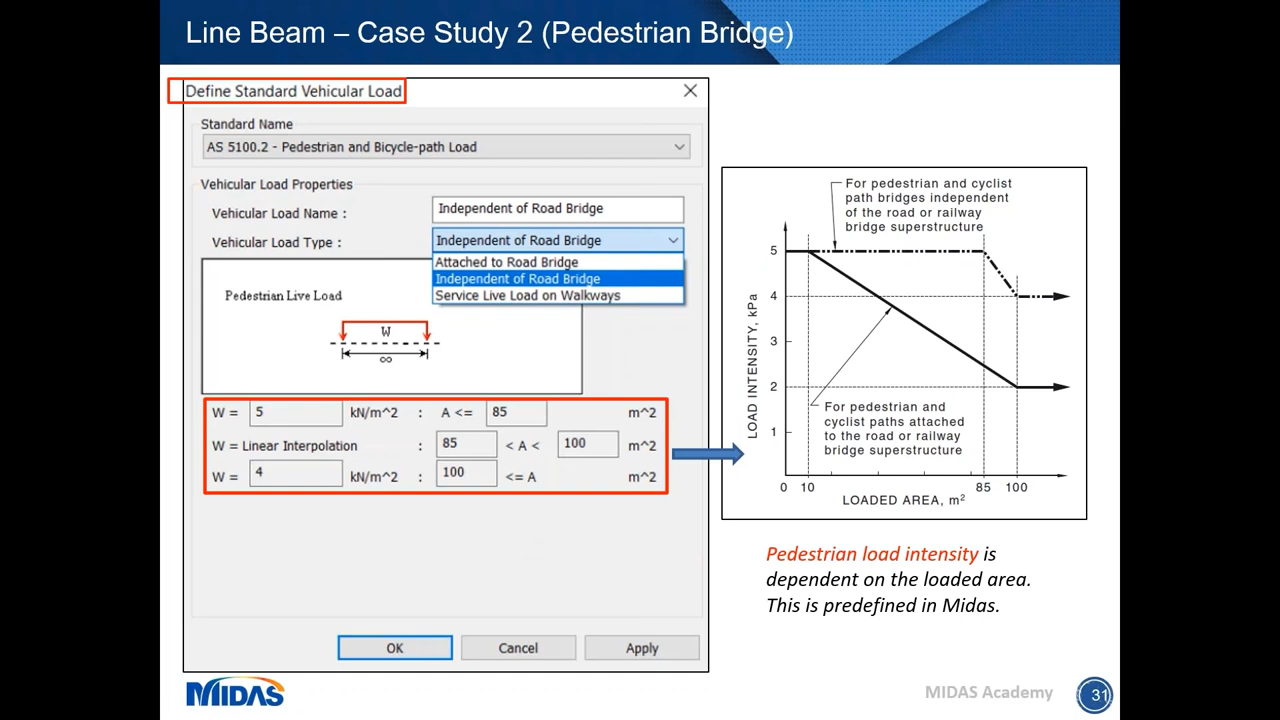 Line Beam – Case Study 2 (Pedestrian Bridge)
Define Standard Vehicular Load
Standard Name
AS 5100.2 - Pedestrian and Bicycle-path Load
Vehicular Load Properties
Vehicular Load Name :
Independent of Road Bridge
Vehicular Load Type :
Independent of Road Bridge
Attached to Road Bridge
Independent of Road Bridge
Service Live Load on Walkways
Pedestrian Live Load
W
∞
W = 5 kN/m^2 : A <= 85 m^2
W = Linear Interpolation : 85 < A < 100 m^2
W = 4 kN/m^2 : 100 <= A m^2
OK
Cancel
Apply
For pedestrian and cyclist
path bridges independent
of the road or railway
bridge superstructure
5
4
3
2
1
LOAD INTENSITY, kPa
For pedestrian and
cyclist paths attached
to the road or railway
bridge superstructure
0 10 85 100
LOADED AREA, m²
Pedestrian load intensity is
dependent on the loaded area.
This is predefined in Midas.
MIDAS
MIDAS Academy
31